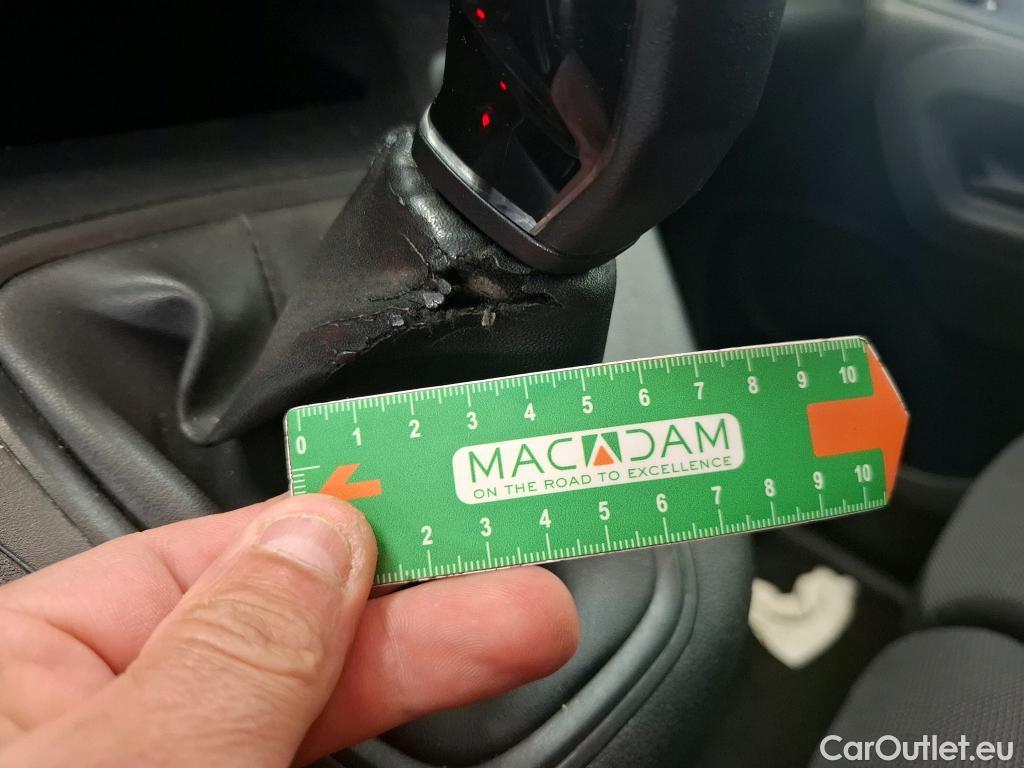 0 1 2 3 4 5 6 7 8 9 10
MACADAM
ON THE ROAD TO EXCELLENCE
2 3 4 5 6 7 8 9 10
CarOutlet.eu